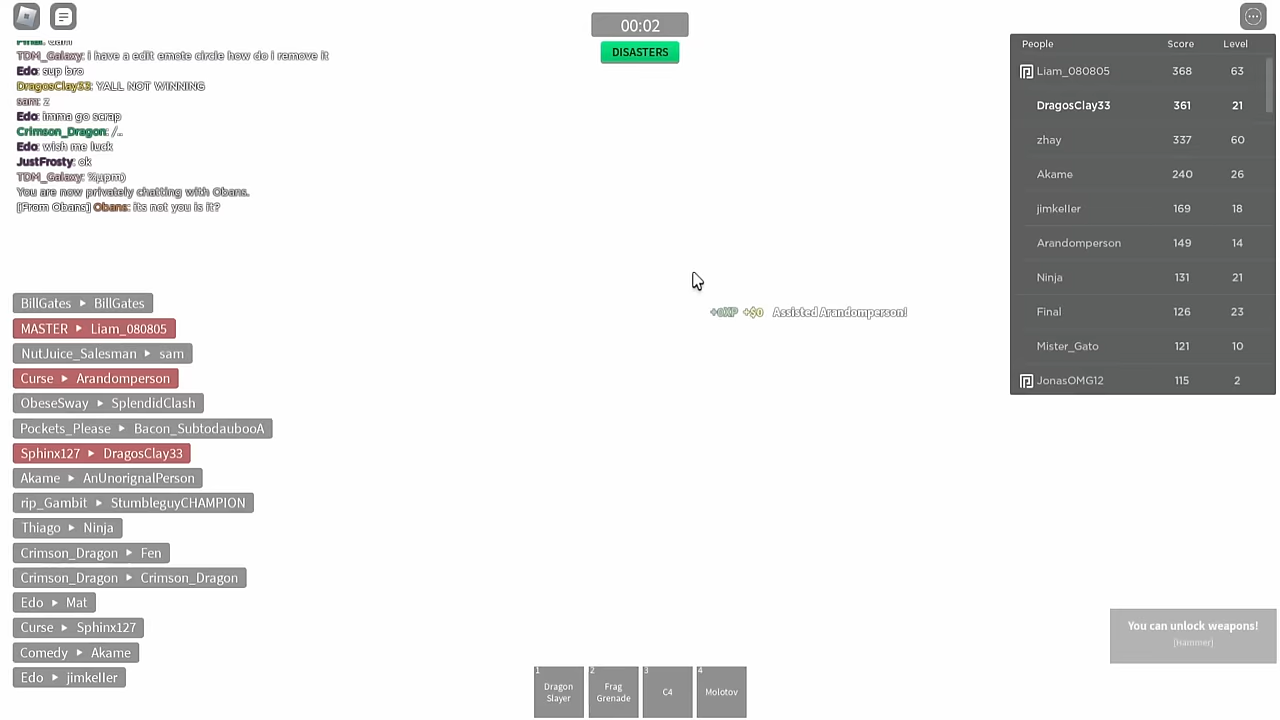 00:02
DISASTERS
TDM_Galaxy: i have a edit emote circle how do i remove it
Edo: sup bro
DragosClay33: YALL NOT WINNING
sam: z
Edo: imma go scrap
Crimson_Dragon: /..
Edo: wish me luck
JustFrosty: ok
TDM_Galaxy: %µpm)
You are now privately chatting with Obans.
[From Obans] Obans: its not you is it?
People Score Level
Liam_080805 368 63
DragosClay33 361 21
zhay 337 60
Akame 240 26
jimkeller 169 18
Arandomperson 149 14
Ninja 131 21
Final 126 23
Mister_Gato 121 10
JonasOMG12 115 2
+$0 Assisted Arandomperson!
BillGates ▸ BillGates
MASTER ▸ Liam_080805
NutJuice_Salesman ▸ sam
Curse ▸ Arandomperson
ObeseSway ▸ SplendidClash
Pockets_Please ▸ Bacon_SubtodaubooA
Sphinx127 ▸ DragosClay33
Akame ▸ AnUnorignalPerson
rip_Gambit ▸ StumbleguyCHAMPION
Thiago ▸ Ninja
Crimson_Dragon ▸ Fen
Crimson_Dragon ▸ Crimson_Dragon
Edo ▸ Mat
Curse ▸ Sphinx127
Comedy ▸ Akame
Edo ▸ jimkeller
You can unlock weapons!
[Hammer]
1 2 3 4
Dragon Frag C4 Molotov
Slayer Grenade